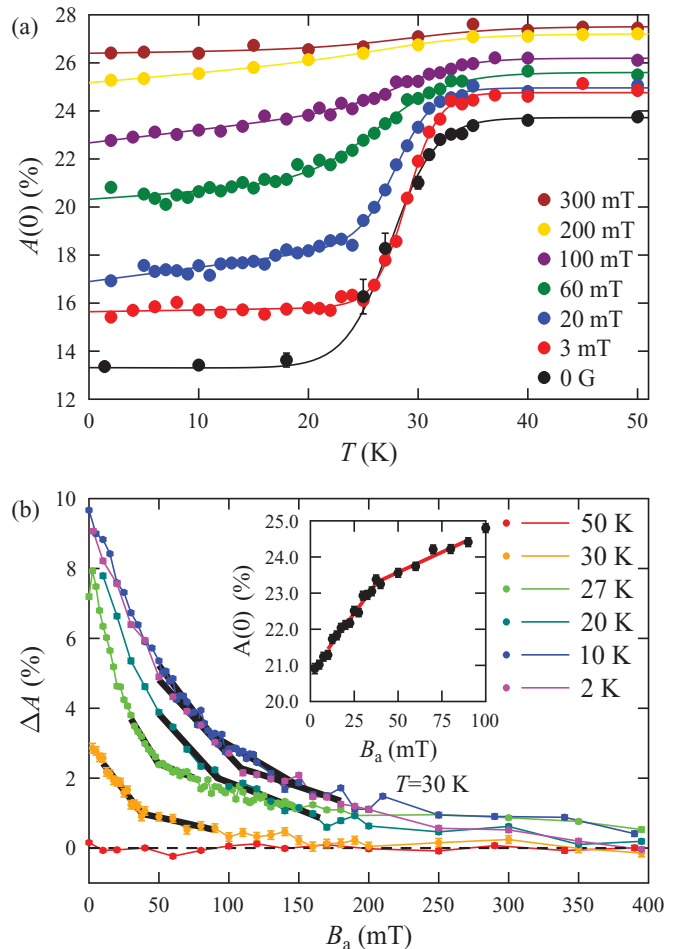 (a)
28
26
24
22
20
18
16
14
12
A(0) (%)
0
10
20
30
40
50
T (K)
300 mT
200 mT
100 mT
60 mT
20 mT
3 mT
0 G
(b)
10
8
6
4
2
0
ΔA (%)
0
50
100
150
200
250
300
350
400
B_a (mT)
25.0
24.0
23.0
22.0
21.0
20.0
A(0) (%)
0
25
50
75
100
B_a (mT)
T=30 K
50 K
30 K
27 K
20 K
10 K
2 K